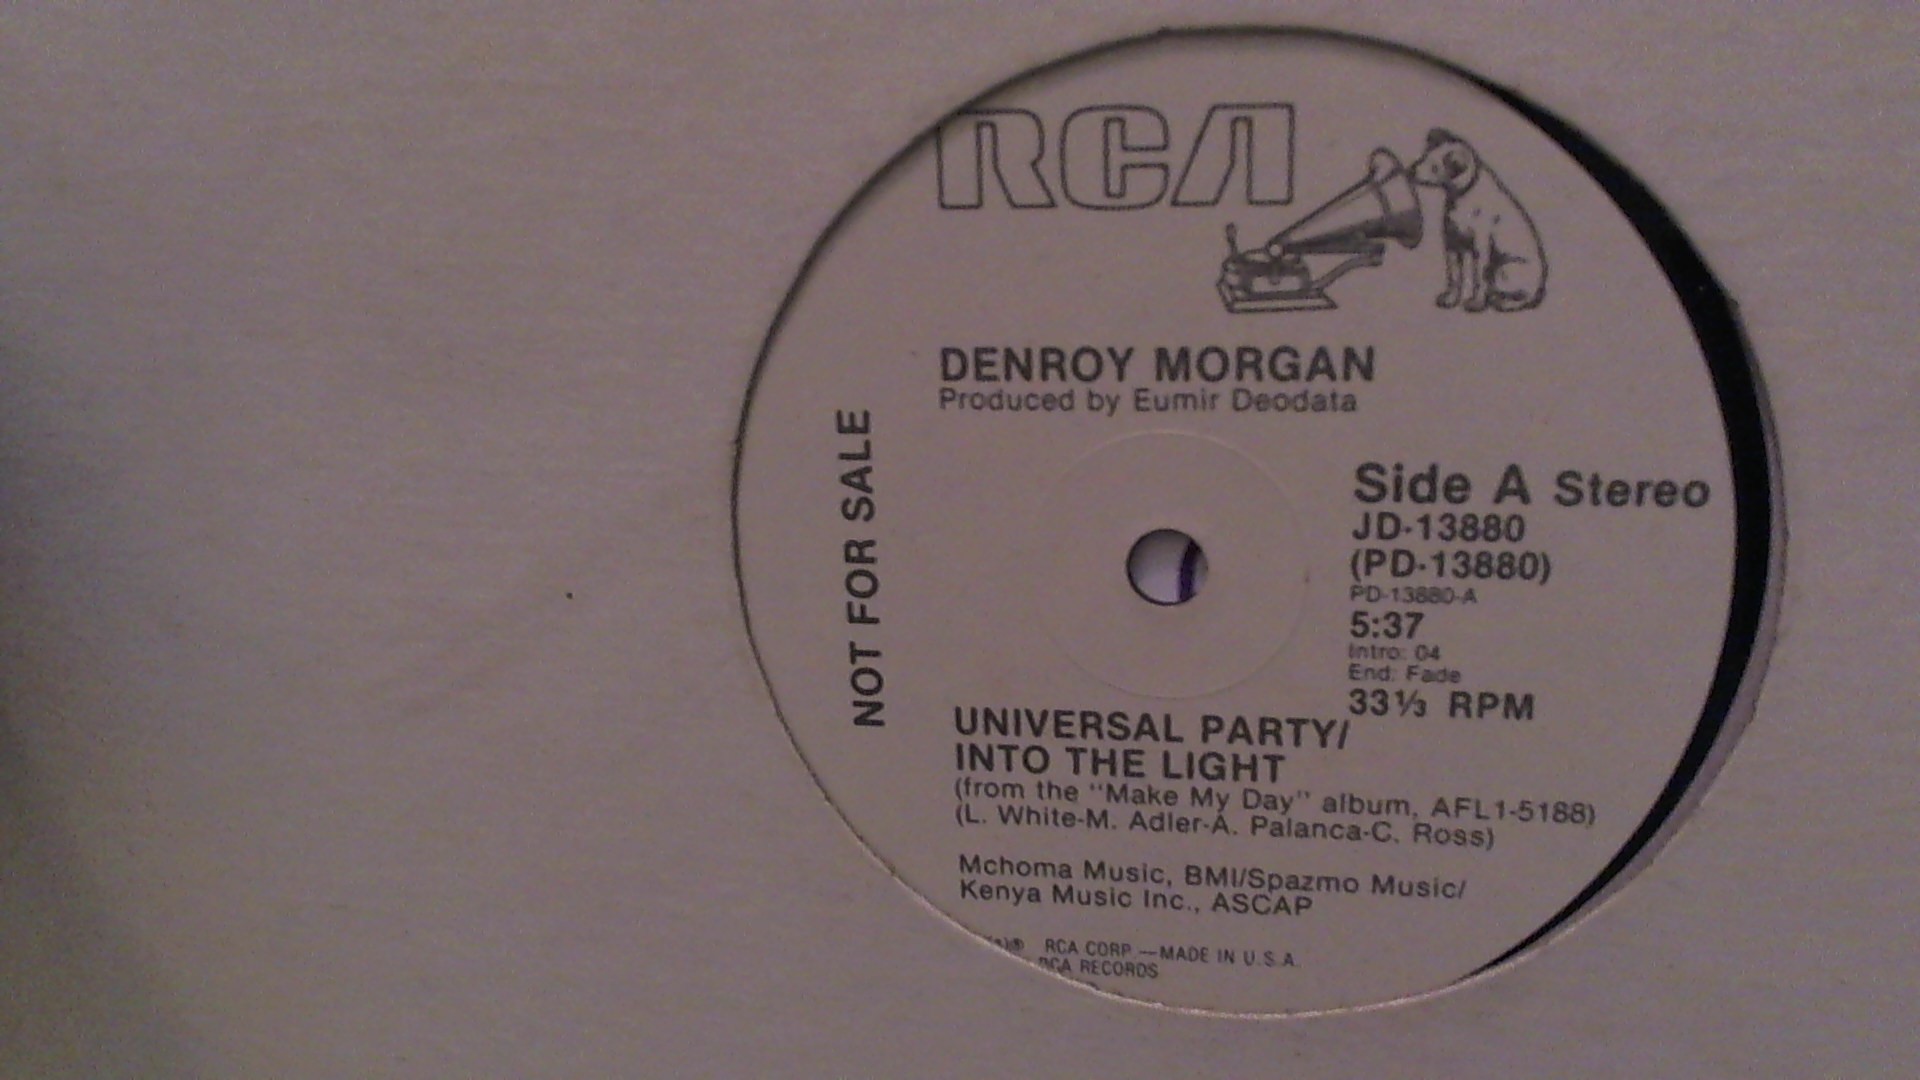 RCA
DENROY MORGAN
Produced by Eumir Deodata
NOT FOR SALE
Side A Stereo
JD-13880
(PD-13880)
PD-13880-A
5:37
Intro: 04
End: Fade
33⅓ RPM
UNIVERSAL PARTY/
INTO THE LIGHT
(from the "Make My Day" album, AFL1-5188)
(L. White-M. Adler-A. Palanca-C. Ross)
Mchoma Music, BMI/Spazmo Music/
Kenya Music Inc., ASCAP
RCA CORP.—MADE IN U.S.A.
RCA RECORDS